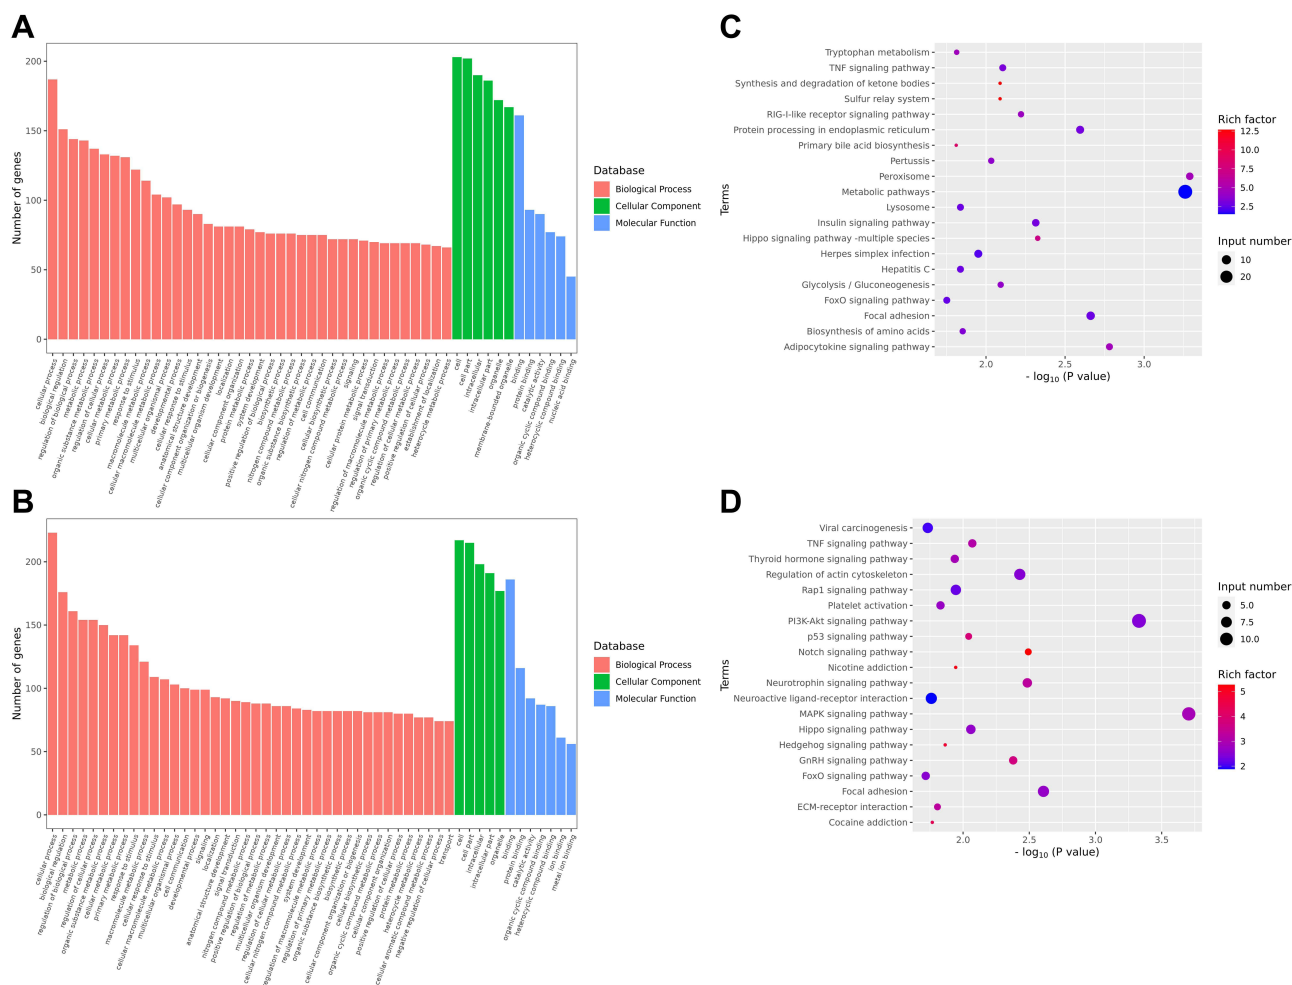 A
Number of genes
200
150
100
50
0
cellular process
biological regulation
regulation of biological process
metabolic process
organic substance metabolic process
regulation of cellular process
cellular metabolic process
primary metabolic process
response to stimulus
macromolecule metabolic process
cellular macromolecule metabolic process
multicellular organismal process
developmental process
cellular response to stimulus
anatomical structure development
cellular component organization or biogenesis
multicellular organism development
localization
cellular component organization
protein metabolic process
system development
positive regulation of biological process
biosynthetic process
nitrogen compound metabolic process
organic substance biosynthetic process
regulation of metabolic process
cell communication
cellular biosynthetic process
cellular nitrogen compound metabolic process
signaling
cellular protein metabolic process
signal transduction
regulation of macromolecule metabolic process
regulation of primary metabolic process
organic cyclic compound metabolic process
regulation of cellular metabolic process
positive regulation of cellular process
establishment of localization
heterocycle metabolic process
cell
cell part
intracellular
intracellular part
organelle
membrane-bounded organelle
binding
protein binding
catalytic activity
organic cyclic compound binding
heterocyclic compound binding
nucleic acid binding
Database
Biological Process
Cellular Component
Molecular Function
B
Number of genes
200
150
100
50
0
cellular process
biological regulation
regulation of biological process
metabolic process
regulation of cellular process
organic substance metabolic process
cellular metabolic process
primary metabolic process
response to stimulus
macromolecule metabolic process
cellular response to stimulus
cellular macromolecule metabolic process
multicellular organismal process
cell communication
developmental process
signaling
localization
anatomical structure development
signal transduction
nitrogen compound metabolic process
positive regulation of biological process
regulation of metabolic process
multicellular organism development
regulation of cellular metabolic process
cellular nitrogen compound metabolic process
system development
regulation of macromolecule metabolic process
regulation of primary metabolic process
organic substance biosynthetic process
biosynthetic process
cellular component organization or biogenesis
cellular biosynthetic process
organic cyclic compound metabolic process
cellular component organization
positive regulation of cellular process
protein metabolic process
heterocycle metabolic process
cellular aromatic compound metabolic process
negative regulation of cellular process
transport
cell
cell part
intracellular
intracellular part
organelle
binding
protein binding
catalytic activity
organic cyclic compound binding
heterocyclic compound binding
ion binding
metal ion binding
Database
Biological Process
Cellular Component
Molecular Function
C
Terms
Tryptophan metabolism
TNF signaling pathway
Synthesis and degradation of ketone bodies
Sulfur relay system
RIG-I-like receptor signaling pathway
Protein processing in endoplasmic reticulum
Primary bile acid biosynthesis
Pertussis
Peroxisome
Metabolic pathways
Lysosome
Insulin signaling pathway
Hippo signaling pathway -multiple species
Herpes simplex infection
Hepatitis C
Glycolysis / Gluconeogenesis
FoxO signaling pathway
Focal adhesion
Biosynthesis of amino acids
Adipocytokine signaling pathway
2.0 2.5 3.0
- log10 (P value)
Rich factor
12.5
10.0
7.5
5.0
2.5
Input number
10
20
D
Terms
Viral carcinogenesis
TNF signaling pathway
Thyroid hormone signaling pathway
Regulation of actin cytoskeleton
Rap1 signaling pathway
Platelet activation
PI3K-Akt signaling pathway
p53 signaling pathway
Notch signaling pathway
Nicotine addiction
Neurotrophin signaling pathway
Neuroactive ligand-receptor interaction
MAPK signaling pathway
Hippo signaling pathway
Hedgehog signaling pathway
GnRH signaling pathway
FoxO signaling pathway
Focal adhesion
ECM-receptor interaction
Cocaine addiction
2.0 2.5 3.0 3.5
- log10 (P value)
Input number
5.0
7.5
10.0
Rich factor
5
4
3
2